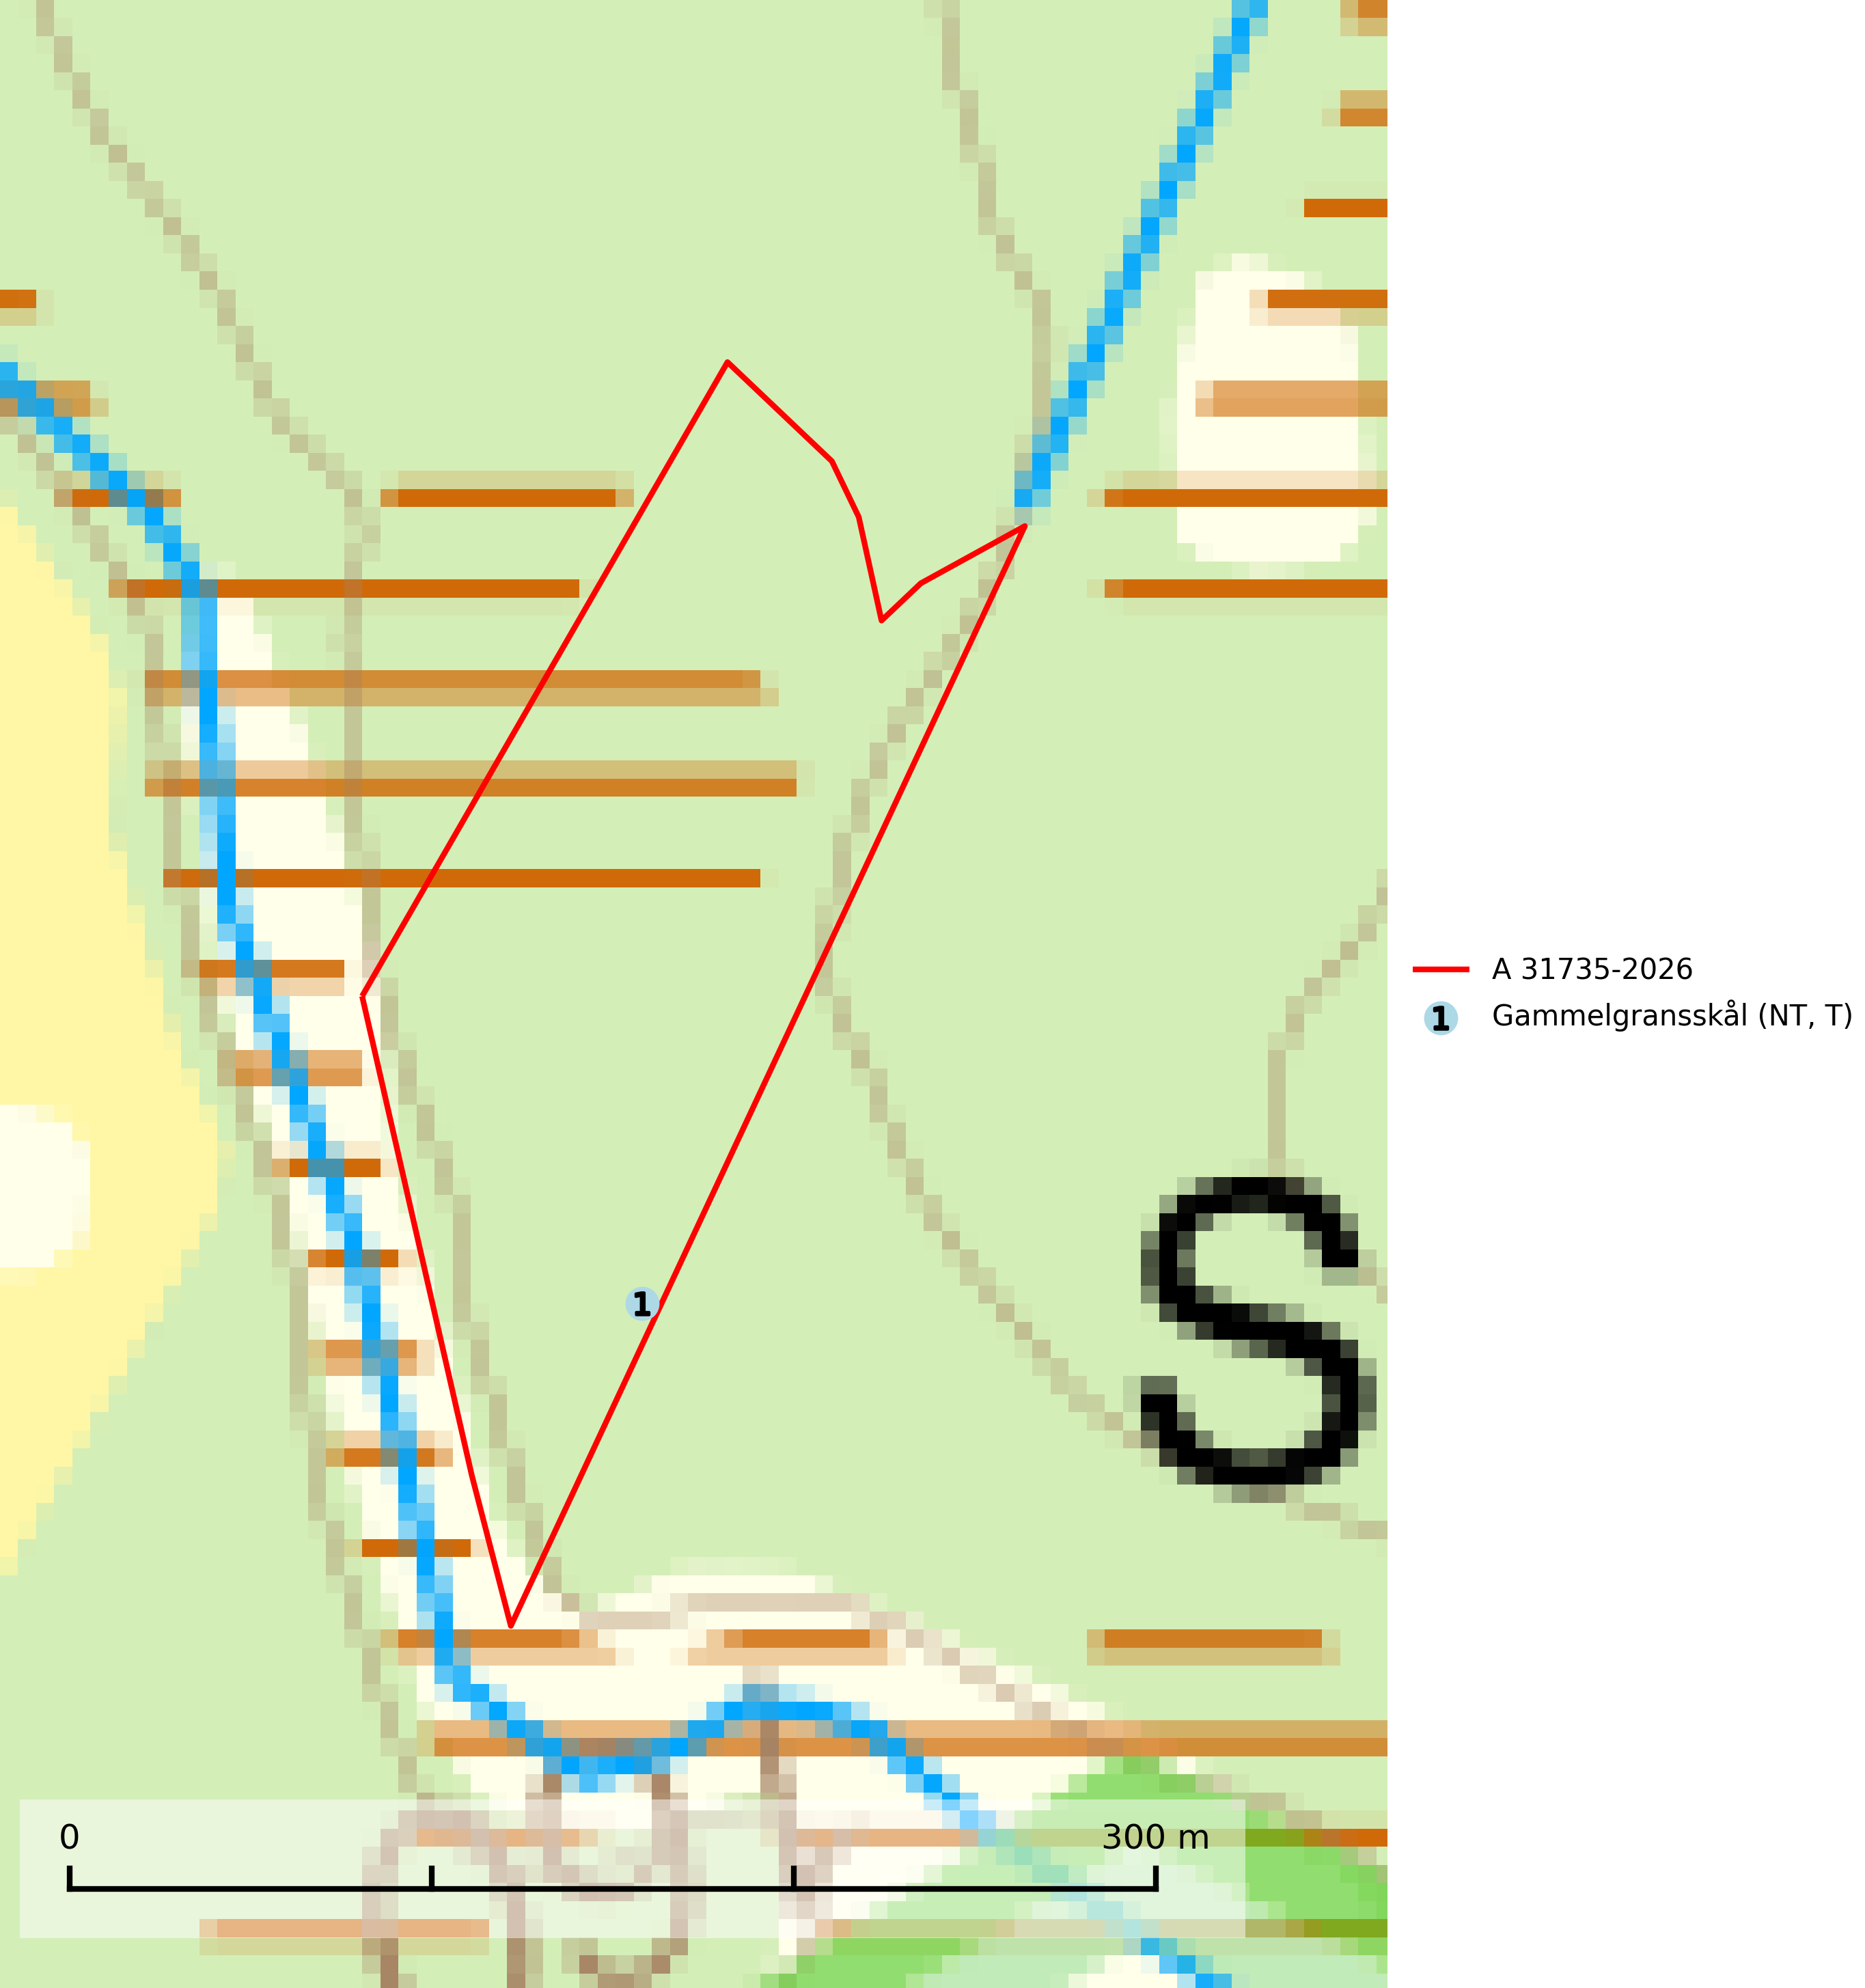 A 31735-2026
1 Gammelgransskål (NT, T)
1
S
0 300 m